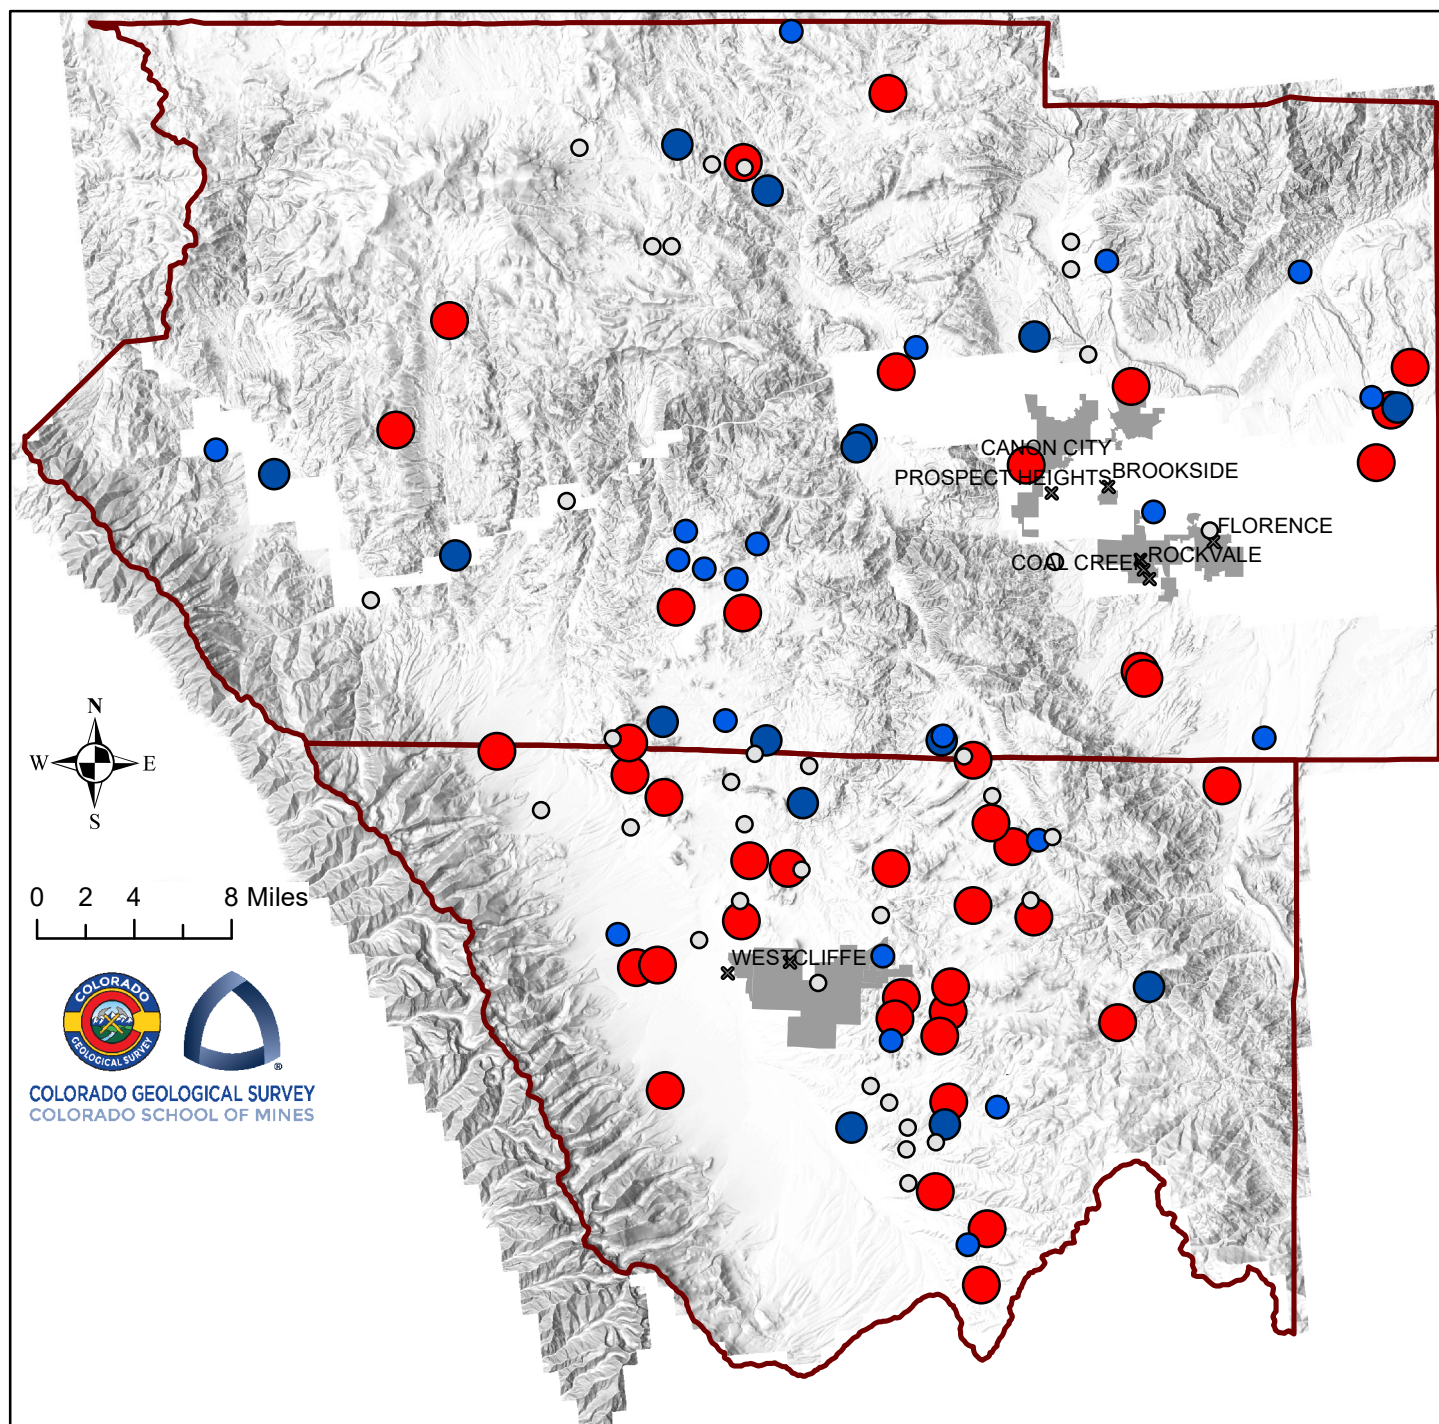 CANON CITY
PROSPECT HEIGHTS
BROOKSIDE
FLORENCE
COAL CREEK
ROCKVALE
N
W E
S
0 2 4 8 Miles
WESTCLIFFE
COLORADO
GEOLOGICAL SURVEY
®
COLORADO GEOLOGICAL SURVEY
COLORADO SCHOOL OF MINES